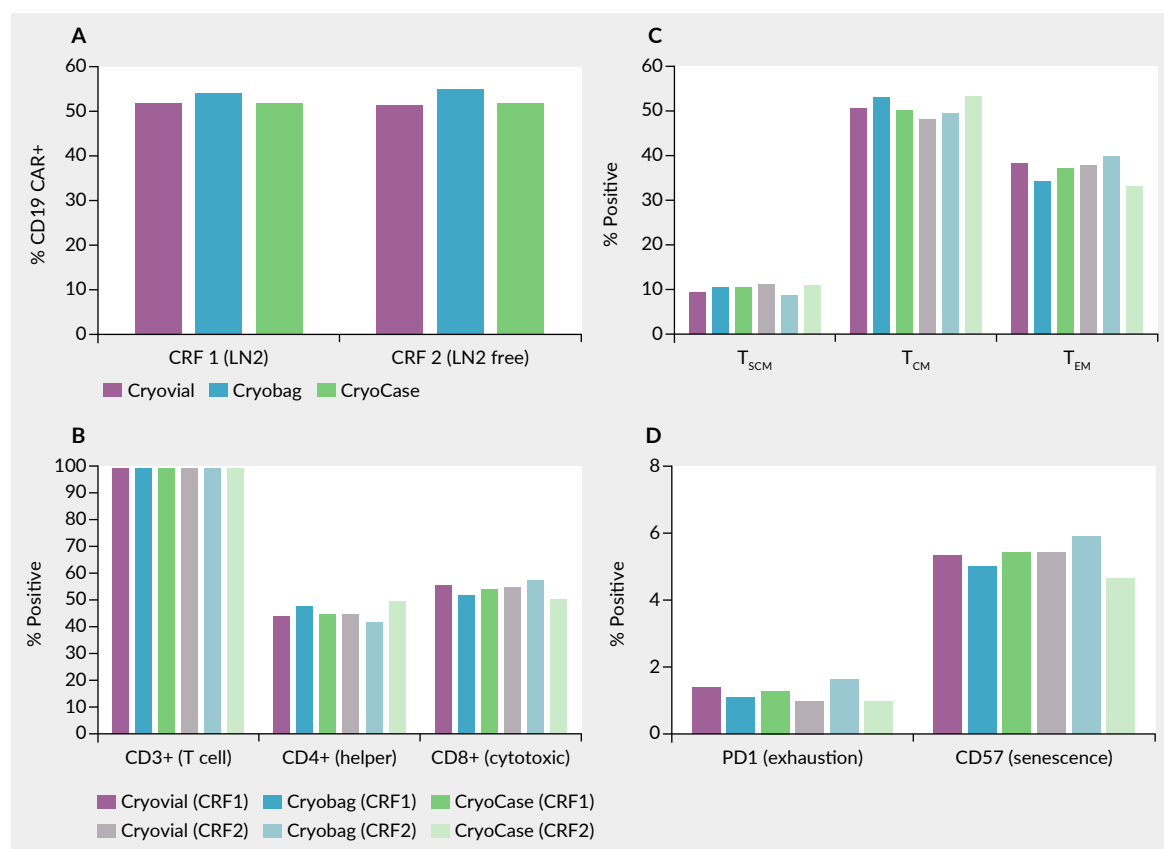 A
60
50
40
30
20
10
0
% CD19 CAR+
CRF 1 (LN2)
CRF 2 (LN2 free)
Cryovial
Cryobag
CryoCase
C
60
50
40
30
20
10
0
% Positive
TSCM
TCM
TEM
B
100
90
80
70
60
50
40
30
20
10
0
% Positive
CD3+ (T cell)
CD4+ (helper)
CD8+ (cytotoxic)
Cryovial (CRF1)
Cryobag (CRF1)
CryoCase (CRF1)
Cryovial (CRF2)
Cryobag (CRF2)
CryoCase (CRF2)
D
8
6
4
2
0
% Positive
PD1 (exhaustion)
CD57 (senescence)